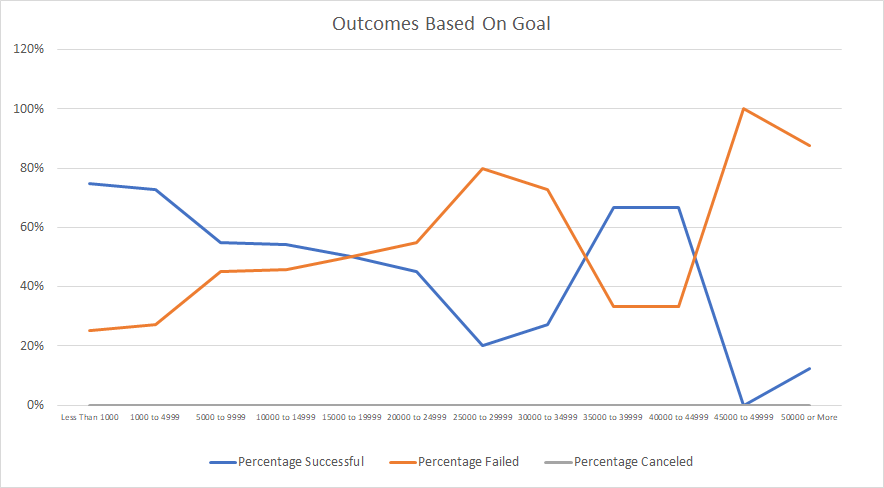 Outcomes Based On Goal
120%
100%
80%
60%
40%
20%
0%
Less Than 1000 1000 to 4999 5000 to 9999 10000 to 14999 15000 to 19999 20000 to 24999 25000 to 29999 30000 to 34999 35000 to 39999 40000 to 44999 45000 to 49999 50000 or More
Percentage Successful Percentage Failed Percentage Canceled